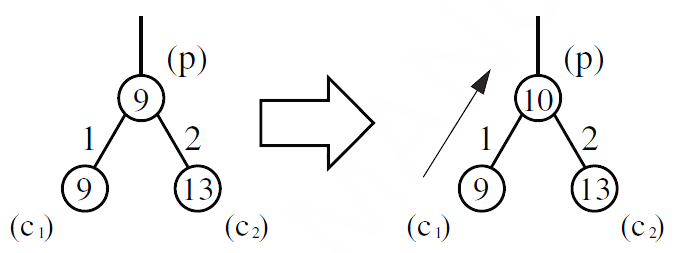 (p) (p)
9 10
1 2 1 2
9 13 9 13
(c1) (c2) (c1) (c2)